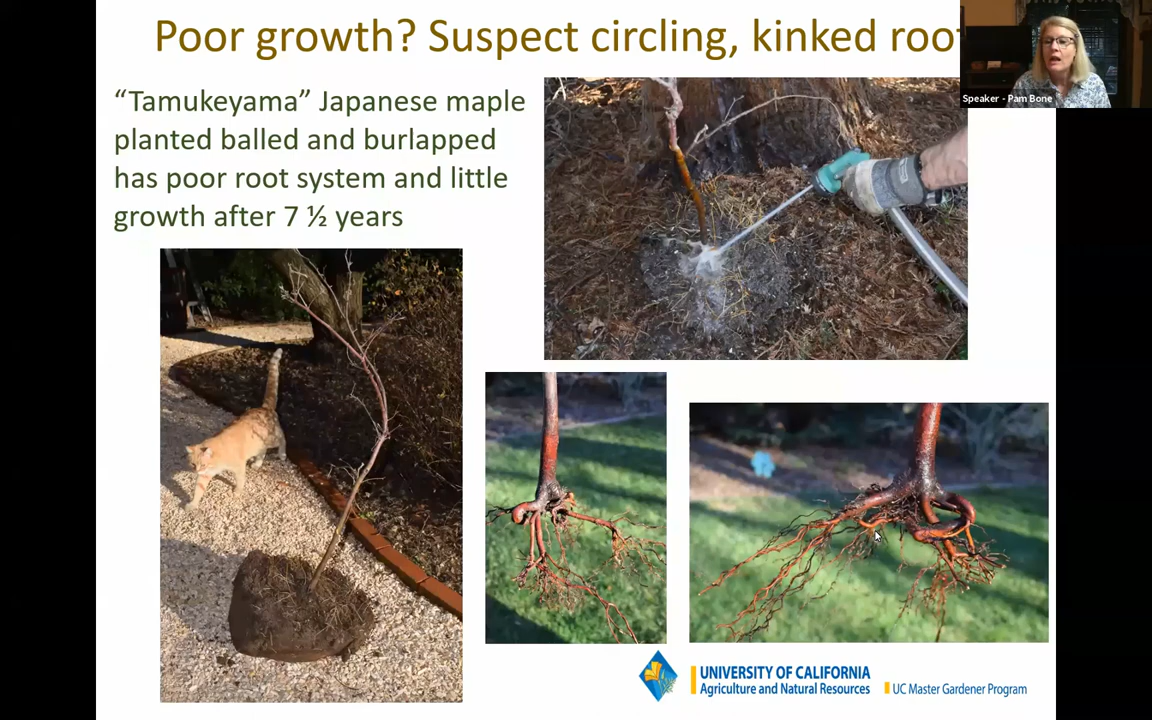 Poor growth? Suspect circling, kinked
Speaker - Pam Bone
“Tamukeyama” Japanese maple
planted balled and burlapped
has poor root system and little
growth after 7 ½ years
UNIVERSITY OF CALIFORNIA
Agriculture and Natural Resources
UC Master Gardener Program